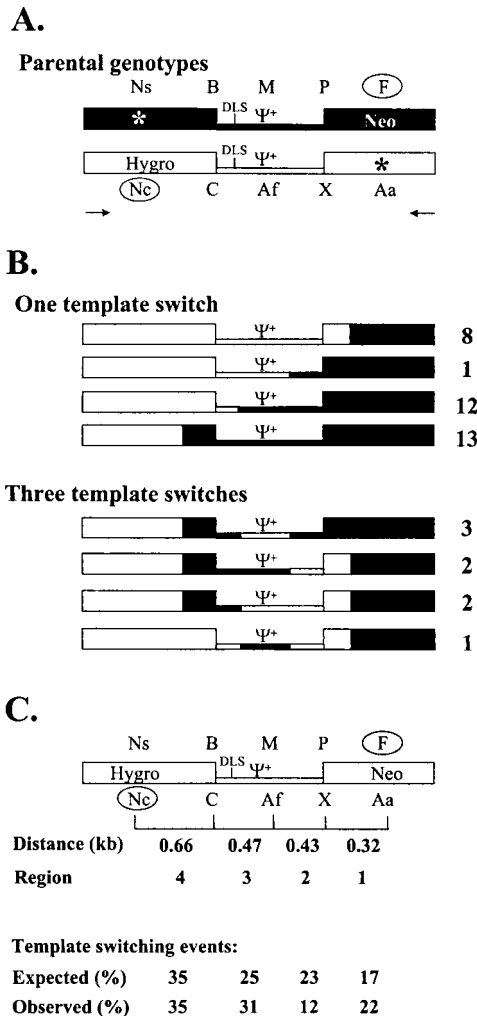 A.
Parental genotypes
Ns B M P F
* DLS Ψ+ Neo
Hygro DLS Ψ+ *
Nc C Af X Aa
B.
One template switch
Ψ+ 8
Ψ+ 1
Ψ+ 12
Ψ+ 13
Three template switches
Ψ+ 3
Ψ+ 2
Ψ+ 2
Ψ+ 1
C.
Ns B M P F
Hygro DLS Ψ+ Neo
Nc C Af X Aa
Distance (kb) 0.66 0.47 0.43 0.32
Region 4 3 2 1
Template switching events:
Expected (%) 35 25 23 17
Observed (%) 35 31 12 22